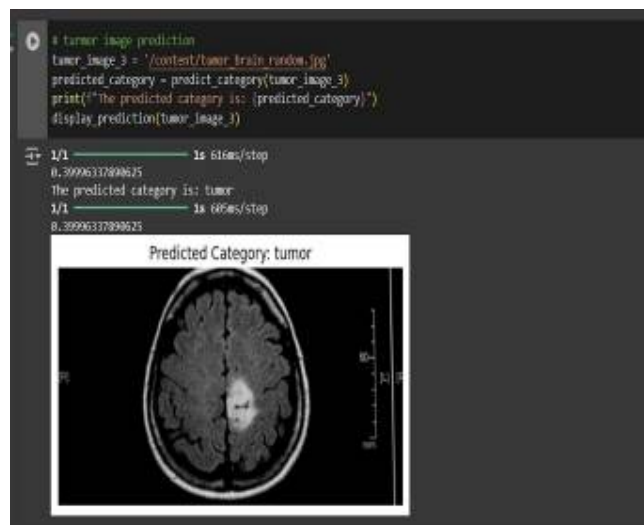 # turmor image prediction
tumor_image_3 = '/content/tumor_brain_random.jpg'
predicted_category = predict_category(tumor_image_3)
print(f"The predicted category is: {predicted_category}")
display_prediction(tumor_image_3)
1/1 1s 616ms/step
0.39996337890625
The predicted category is: tumor
1/1 1s 605ms/step
0.39996337890625
Predicted Category: tumor